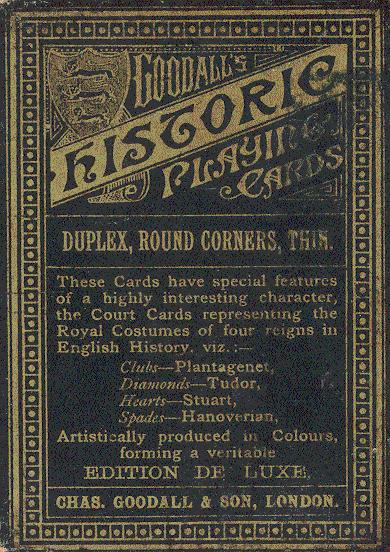 GOODALL'S
HISTORIC
PLAYING
CARDS
DUPLEX, ROUND CORNERS, THIN.
These Cards have special features
of a highly interesting character,
the Court Cards representing the
Royal Costumes of four reigns in
English History, viz.:—
Clubs—Plantagenet,
Diamonds—Tudor,
Hearts—Stuart,
Spades—Hanoverian,
Artistically produced in Colours,
forming a veritable
EDITION DE LUXE.
CHAS. GOODALL & SON, LONDON.